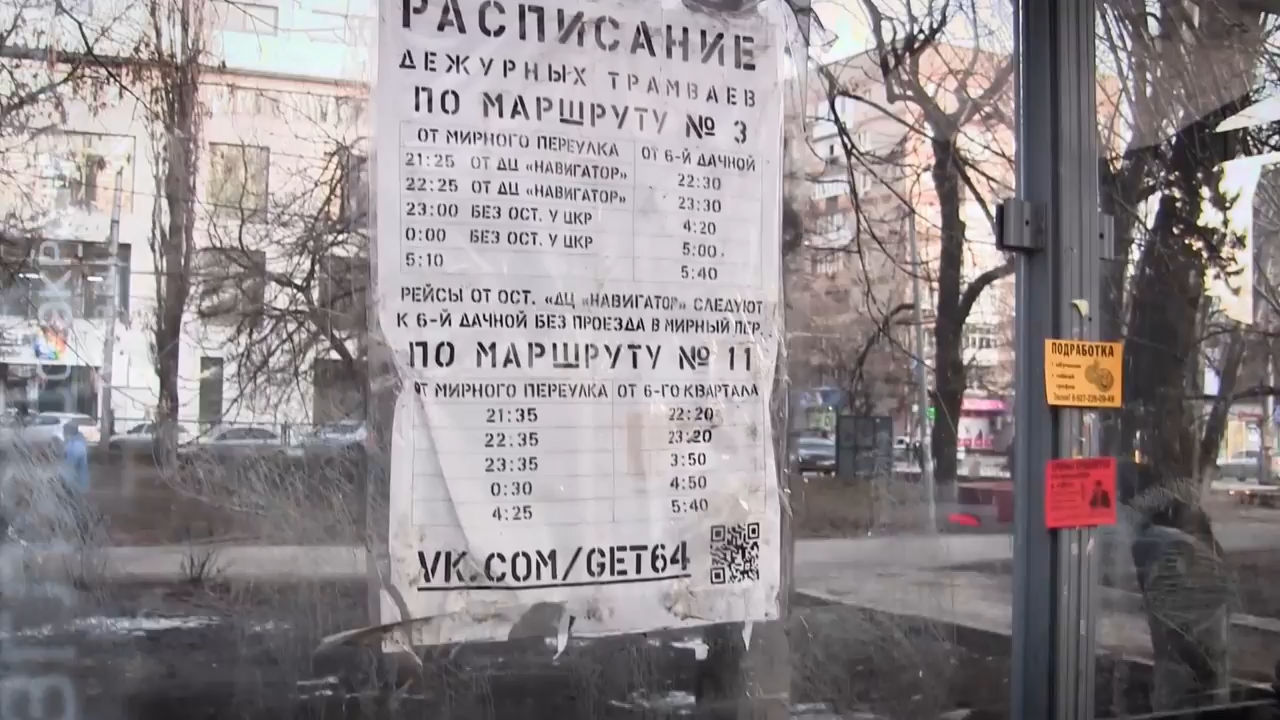 РАСПИСАНИЕ
ДЕЖУРНЫХ ТРАМВАЕВ
ПО МАРШРУТУ № 3
ОТ МИРНОГО ПЕРЕУЛКА ОТ 6-Й ДАЧНОЙ
21:25 ОТ ДЦ «НАВИГАТОР» 22:30
22:25 ОТ ДЦ «НАВИГАТОР» 23:30
23:00 БЕЗ ОСТ. У ЦКР 4:20
0:00 БЕЗ ОСТ. У ЦКР 5:00
5:10 5:40
РЕЙСЫ ОТ ОСТ. «ДЦ «НАВИГАТОР» СЛЕДУЮТ
К 6-Й ДАЧНОЙ БЕЗ ПРОЕЗДА В МИРНЫЙ ПЕР.
ПО МАРШРУТУ № 11
ОТ МИРНОГО ПЕРЕУЛКА ОТ 6-ГО КВАРТАЛА
21:35 22:20
22:35 23:20
23:35 3:50
0:30 4:50
4:25 5:40
VK.COM/GET64
ПОДРАБОТКА